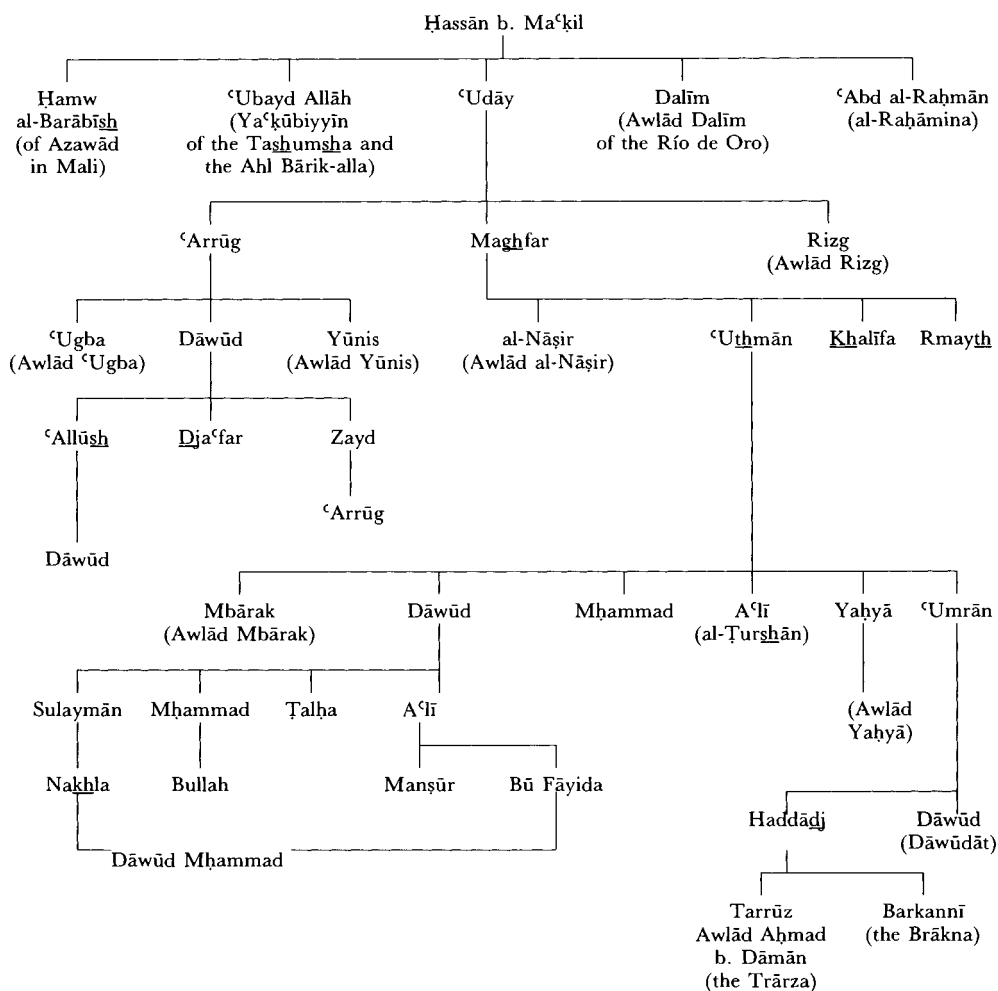 Ḥassān b. Maʿḳil
Ḥamw
al-Barābīsh
(of Azawād
in Mali)
ʿUbayd Allāh
(Yaʿḳūbiyyīn
of the Tashumsha and
the Ahl Bārik-alla)
ʿUdāy
Dalīm
(Awlād Dalīm
of the Río de Oro)
ʿAbd al-Raḥmān
(al-Raḥāmina)
ʿArrūg
Maghfar
Rizg
(Awlād Rizg)
ʿUgba
(Awlād ʿUgba)
Dāwūd
Yūnis
(Awlād Yūnis)
al-Nāṣir
(Awlād al-Nāṣir)
ʿUthmān
Khalīfa
Rmayth
ʿAllūsh
Djaʿfar
Zayd
ʿArrūg
Dāwūd
Mbārak
(Awlād Mbārak)
Dāwūd
Mḥammad
Aʿlī
(al-Ṭurshān)
Yaḥyā
ʿUmrān
Sulaymān
Mḥammad
Ṭalḥa
Aʿlī
(Awlād
Yaḥyā)
Nakhla
Bullah
Manṣūr
Bū Fāyida
Haddādj
Dāwūd
(Dāwūdāt)
Dāwūd Mḥammad
Tarrūz
Awlād Aḥmad
b. Dāmān
(the Trārza)
Barkannī
(the Brākna)